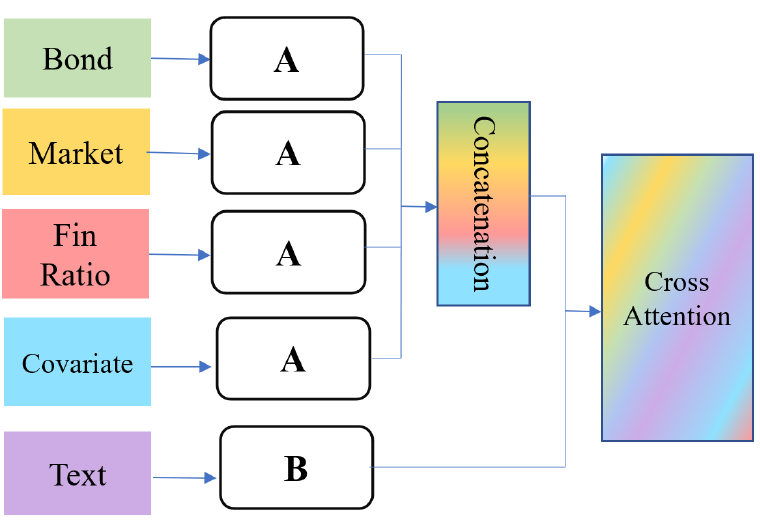 Bond
A
Market
A
Fin
Ratio
A
Covariate
A
Text
B
Concatenation
Cross
Attention